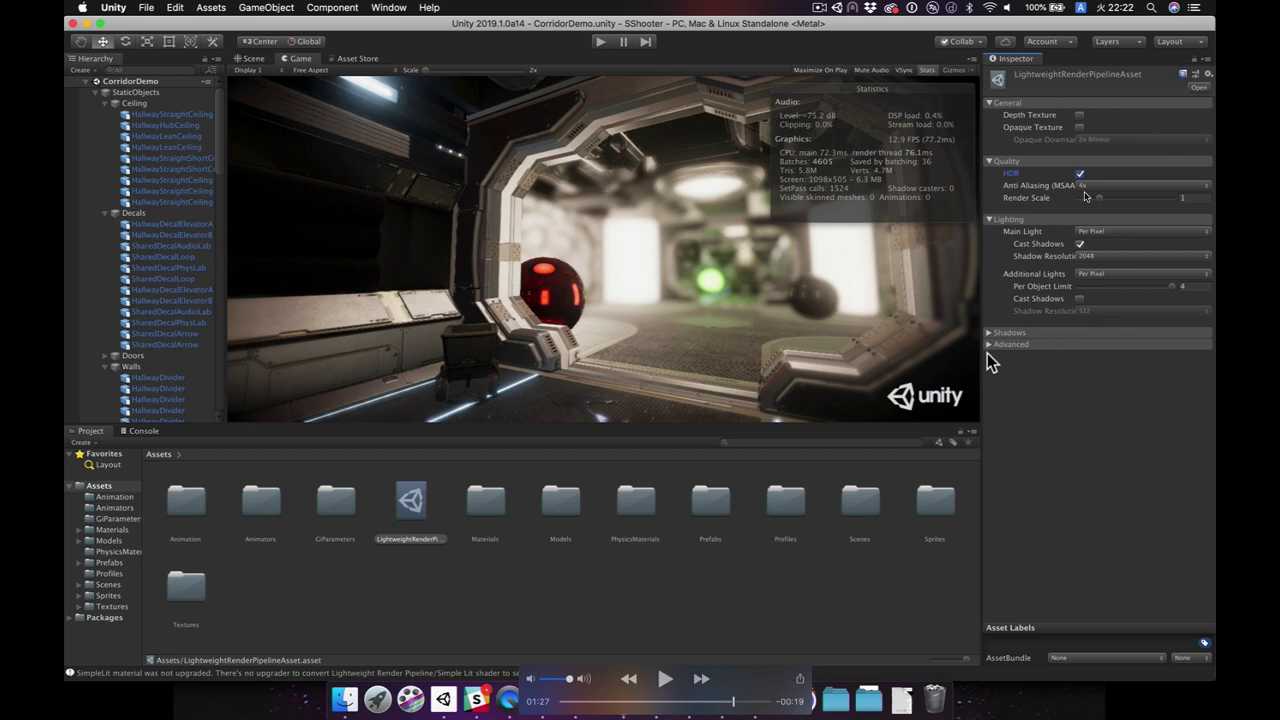 Unity File Edit Assets GameObject Component Window Help
100% A 火 22:22
Unity 2019.1.0a14 - CorridorDemo.unity - SShooter - PC, Mac & Linux Standalone <Metal>
Center Global
Collab Account Layers Layout
Hierarchy
Create
All
CorridorDemo
StaticObjects
Ceiling
HallwayStraightCeiling
HallwayHubCeiling
HallwayLeanCeiling
HallwayLeanCeiling
HallwayStraightShortC
HallwayStraightShortC
HallwayStraightCeiling
HallwayStraightCeiling
HallwayStraightCeiling
Decals
HallwayDecalElevatorA
HallwayDecalElevatorB
SharedDecalAudioLab
SharedDecalLoop
SharedDecalPhysLab
SharedDecalLoop
HallwayDecalElevatorA
HallwayDecalElevatorB
SharedDecalAudioLab
SharedDecalPhysLab
SharedDecalArrow
SharedDecalArrow
Doors
Walls
HallwayDivider
HallwayDivider
HallwayDivider
HallwayDivider
HallwayDivider
Scene Game Asset Store
Display 1 Free Aspect Scale 2x Maximize On Play Mute Audio VSync Stats Gizmos
Statistics
Audio:
Level: -75.2 dB DSP load: 0.4%
Clipping: 0.0% Stream load: 0.0%
Graphics: 12.9 FPS (77.2ms)
CPU: main 72.3ms render thread 76.1ms
Batches: 4605 Saved by batching: 36
Tris: 5.8M Verts: 4.7M
Screen: 1098x505 - 6.3 MB
SetPass calls: 1524 Shadow casters: 0
Visible skinned meshes: 0 Animations: 0
unity
Inspector
LightweightRenderPipelineAsset
Open
General
Depth Texture
Opaque Texture
Opaque Downsam 2x Bilinear
Quality
HDR
Anti Aliasing (MSAA 4x
Render Scale 1
Lighting
Main Light Per Pixel
Cast Shadows
Shadow Resoluti 2048
Additional Lights Per Pixel
Per Object Limit 4
Cast Shadows
Shadow Resoluti 512
Shadows
Advanced
Project Console
Create
Favorites
Layout
Assets
Animation
Animators
GiParameter
Materials
Models
PhysicsMater
Prefabs
Profiles
Scenes
Sprites
Textures
Packages
Assets
Animation Animators GiParameters LightweightRenderPi... Materials Models PhysicsMaterials Prefabs Profiles Scenes Sprites
Textures
Assets/LightweightRenderPipelineAsset.asset
SimpleLit material was not upgraded. There's no upgrader to convert Lightweight Render Pipeline/Simple Lit shader to se
Asset Labels
AssetBundle None None
01:27 -00:19